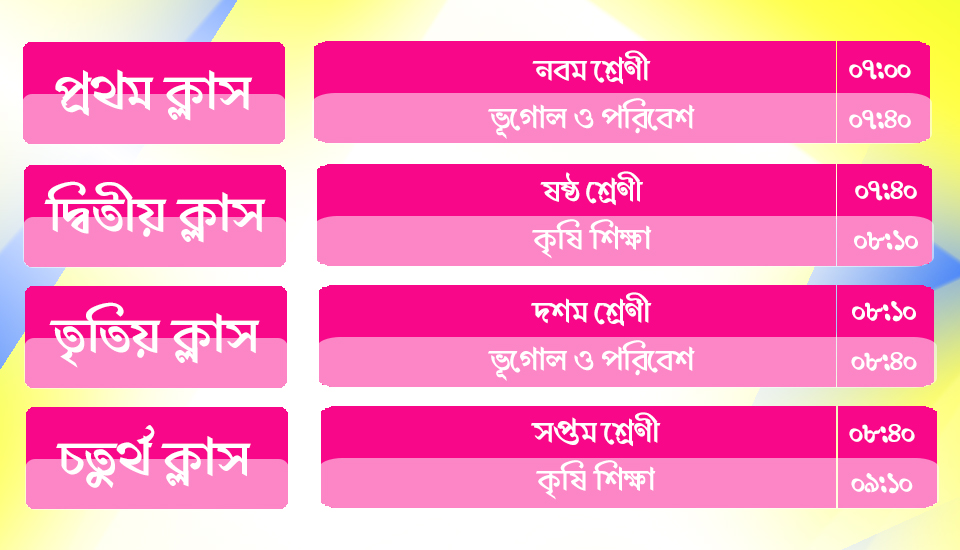 প্রথম ক্লাস
নবম শ্রেণী ০৭:০০
ভূগোল ও পরিবেশ ০৭:৪০
দ্বিতীয় ক্লাস
ষষ্ঠ শ্রেণী ০৭:৪০
কৃষি শিক্ষা ০৮:১০
তৃতিয় ক্লাস
দশম শ্রেণী ০৮:১০
ভূগোল ও পরিবেশ ০৮:৪০
চতুর্থ ক্লাস
সপ্তম শ্রেণী ০৮:৪০
কৃষি শিক্ষা ০৯:১০